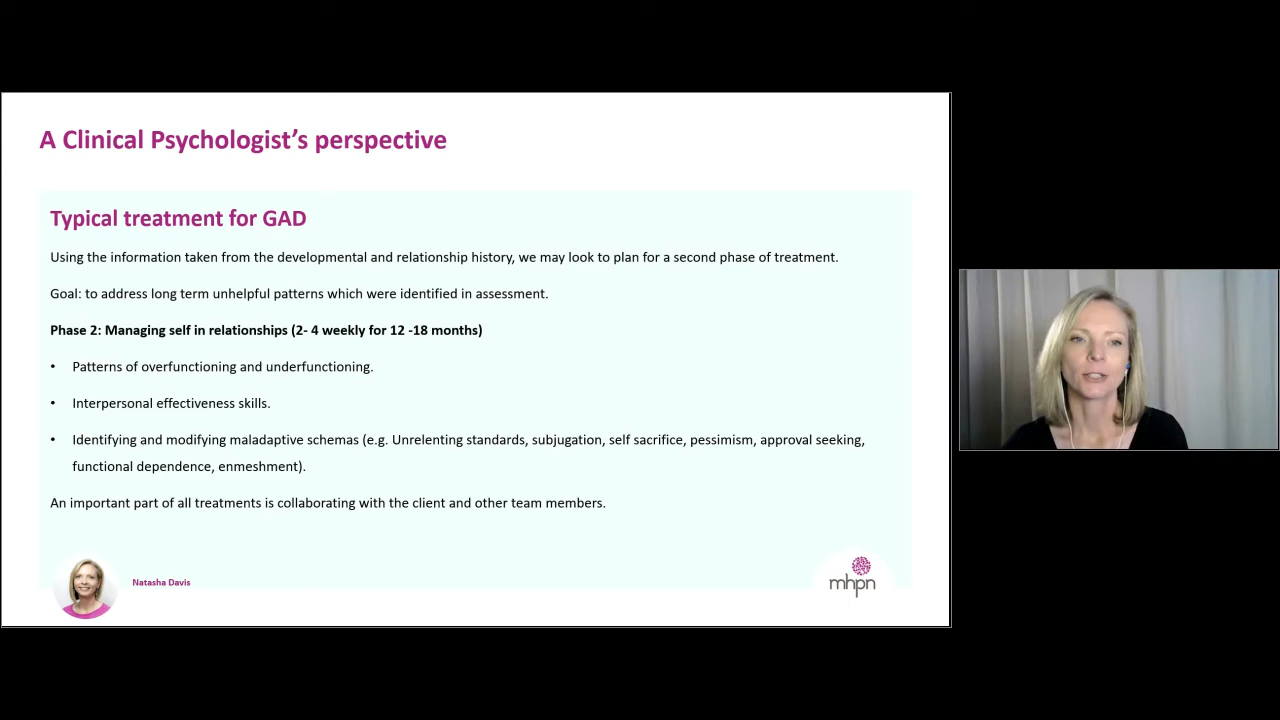 A Clinical Psychologist’s perspective
Typical treatment for GAD
Using the information taken from the developmental and relationship history, we may look to plan for a second phase of treatment.
Goal: to address long term unhelpful patterns which were identified in assessment.
Phase 2: Managing self in relationships (2- 4 weekly for 12 -18 months)
• Patterns of overfunctioning and underfunctioning.
• Interpersonal effectiveness skills.
• Identifying and modifying maladaptive schemas (e.g. Unrelenting standards, subjugation, self sacrifice, pessimism, approval seeking,
functional dependence, enmeshment).
An important part of all treatments is collaborating with the client and other team members.
Natasha Davis
mhpn